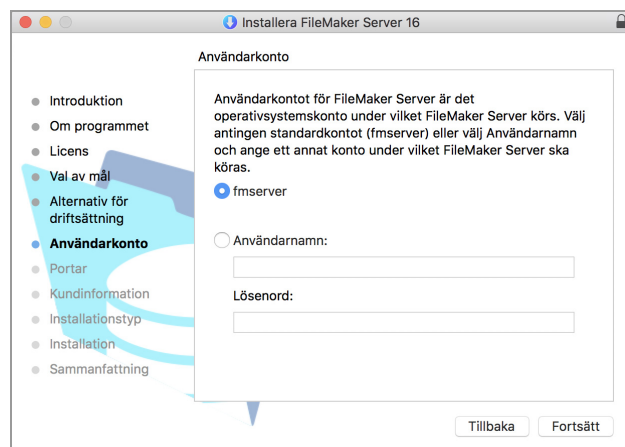 Installera FileMaker Server 16
Användarkonto
Introduktion
Om programmet
Licens
Val av mål
Alternativ för
driftsättning
Användarkonto
Portar
Kundinformation
Installationstyp
Installation
Sammanfattning
Användarkontot för FileMaker Server är det
operativsystemskonto under vilket FileMaker Server körs. Välj
antingen standardkontot (fmserver) eller välj Användarnamn
och ange ett annat konto under vilket FileMaker Server ska
köras.
fmserver
Användarnamn:
Lösenord:
Tillbaka
Fortsätt